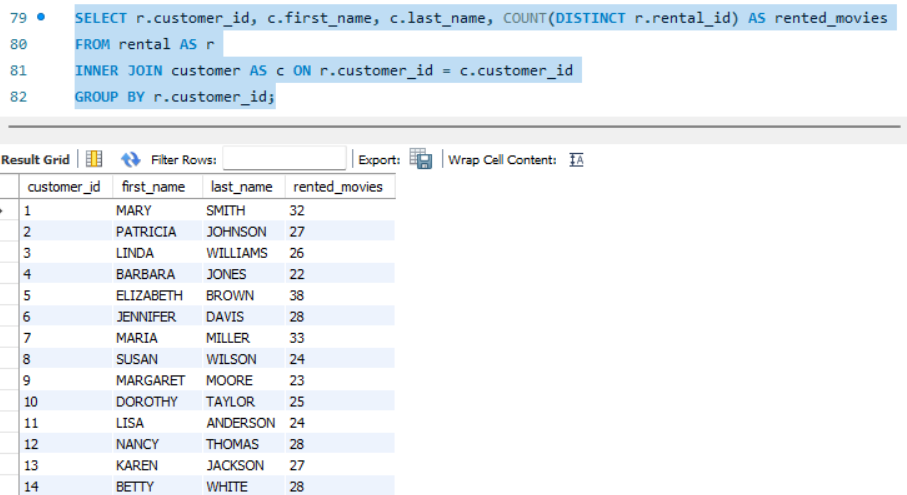 79 SELECT r.customer_id, c.first_name, c.last_name, COUNT(DISTINCT r.rental_id) AS rented_movies
80 FROM rental AS r
81 INNER JOIN customer AS c ON r.customer_id = c.customer_id
82 GROUP BY r.customer_id;
Result Grid Filter Rows: Export: Wrap Cell Content:
customer_id first_name last_name rented_movies
1 MARY SMITH 32
2 PATRICIA JOHNSON 27
3 LINDA WILLIAMS 26
4 BARBARA JONES 22
5 ELIZABETH BROWN 38
6 JENNIFER DAVIS 28
7 MARIA MILLER 33
8 SUSAN WILSON 24
9 MARGARET MOORE 23
10 DOROTHY TAYLOR 25
11 LISA ANDERSON 24
12 NANCY THOMAS 28
13 KAREN JACKSON 27
14 BETTY WHITE 28